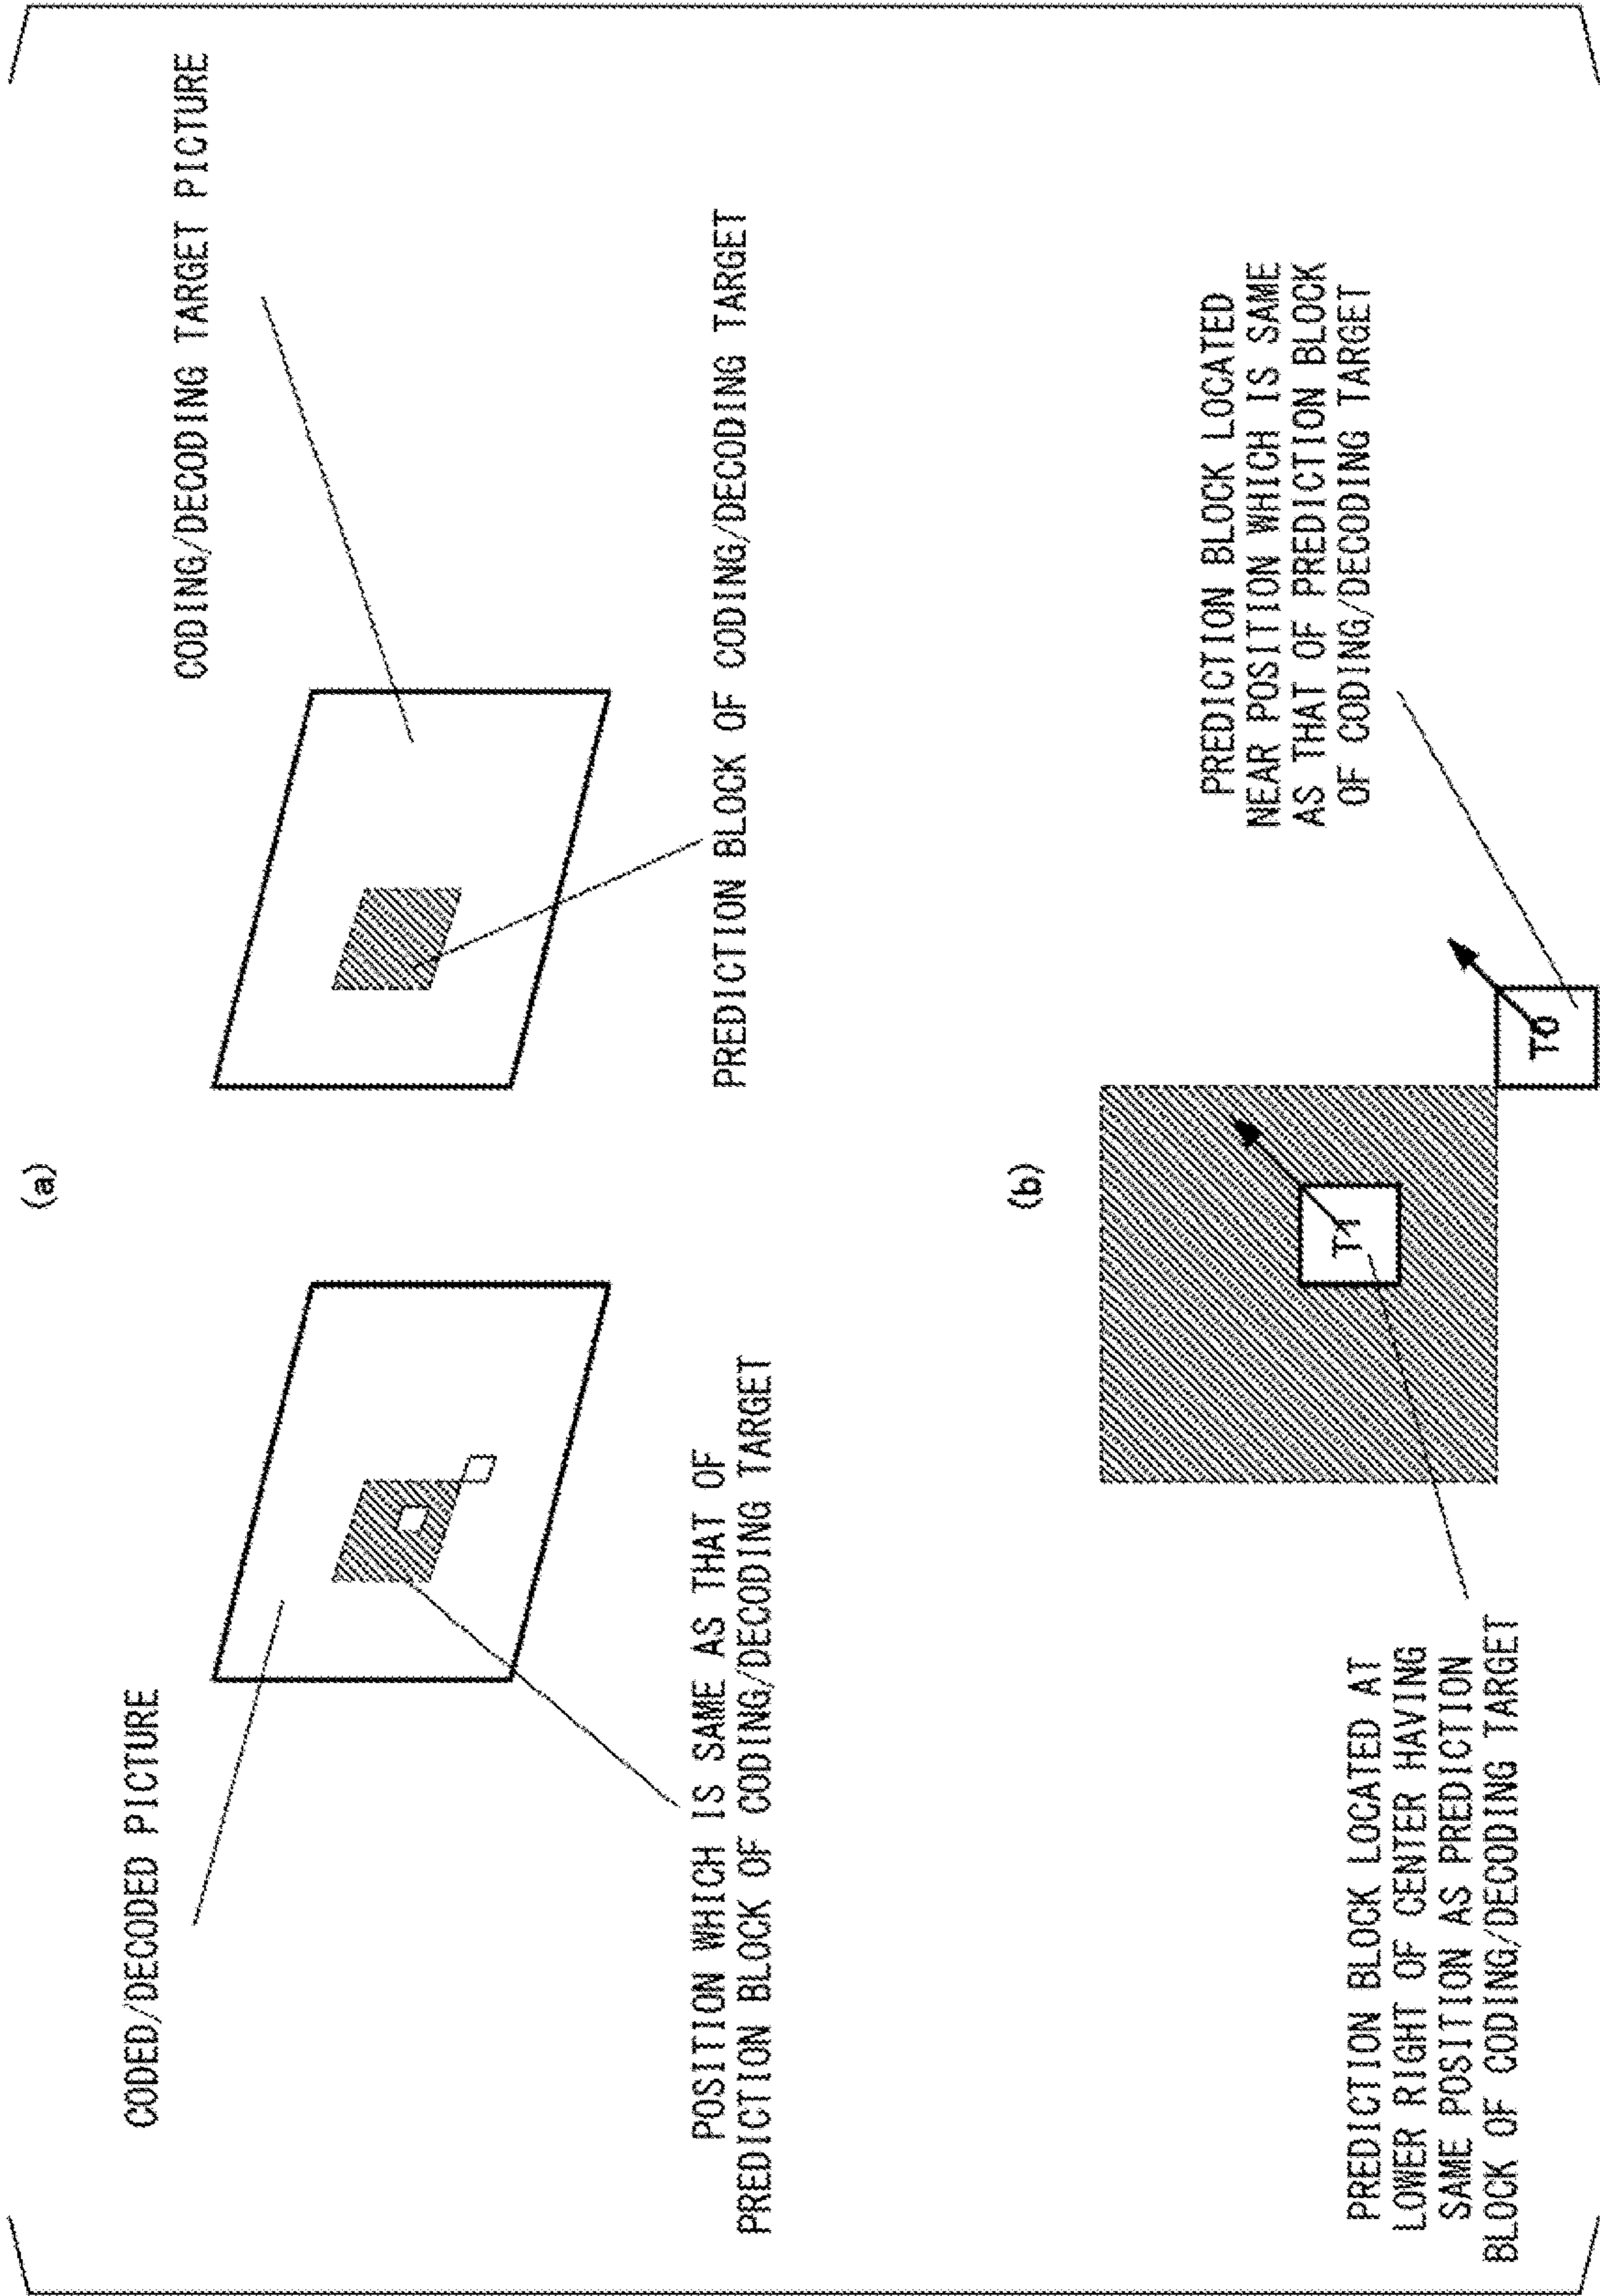 (a)
CODED/DECODED PICTURE
CODING/DECODING TARGET PICTURE
POSITION WHICH IS SAME AS THAT OF
PREDICTION BLOCK OF CODING/DECODING TARGET
PREDICTION BLOCK OF CODING/DECODING TARGET
(b)
PREDICTION BLOCK LOCATED AT
LOWER RIGHT OF CENTER HAVING
SAME POSITION AS PREDICTION
BLOCK OF CODING/DECODING TARGET
T1
T0
PREDICTION BLOCK LOCATED
NEAR POSITION WHICH IS SAME
AS THAT OF PREDICTION BLOCK
OF CODING/DECODING TARGET